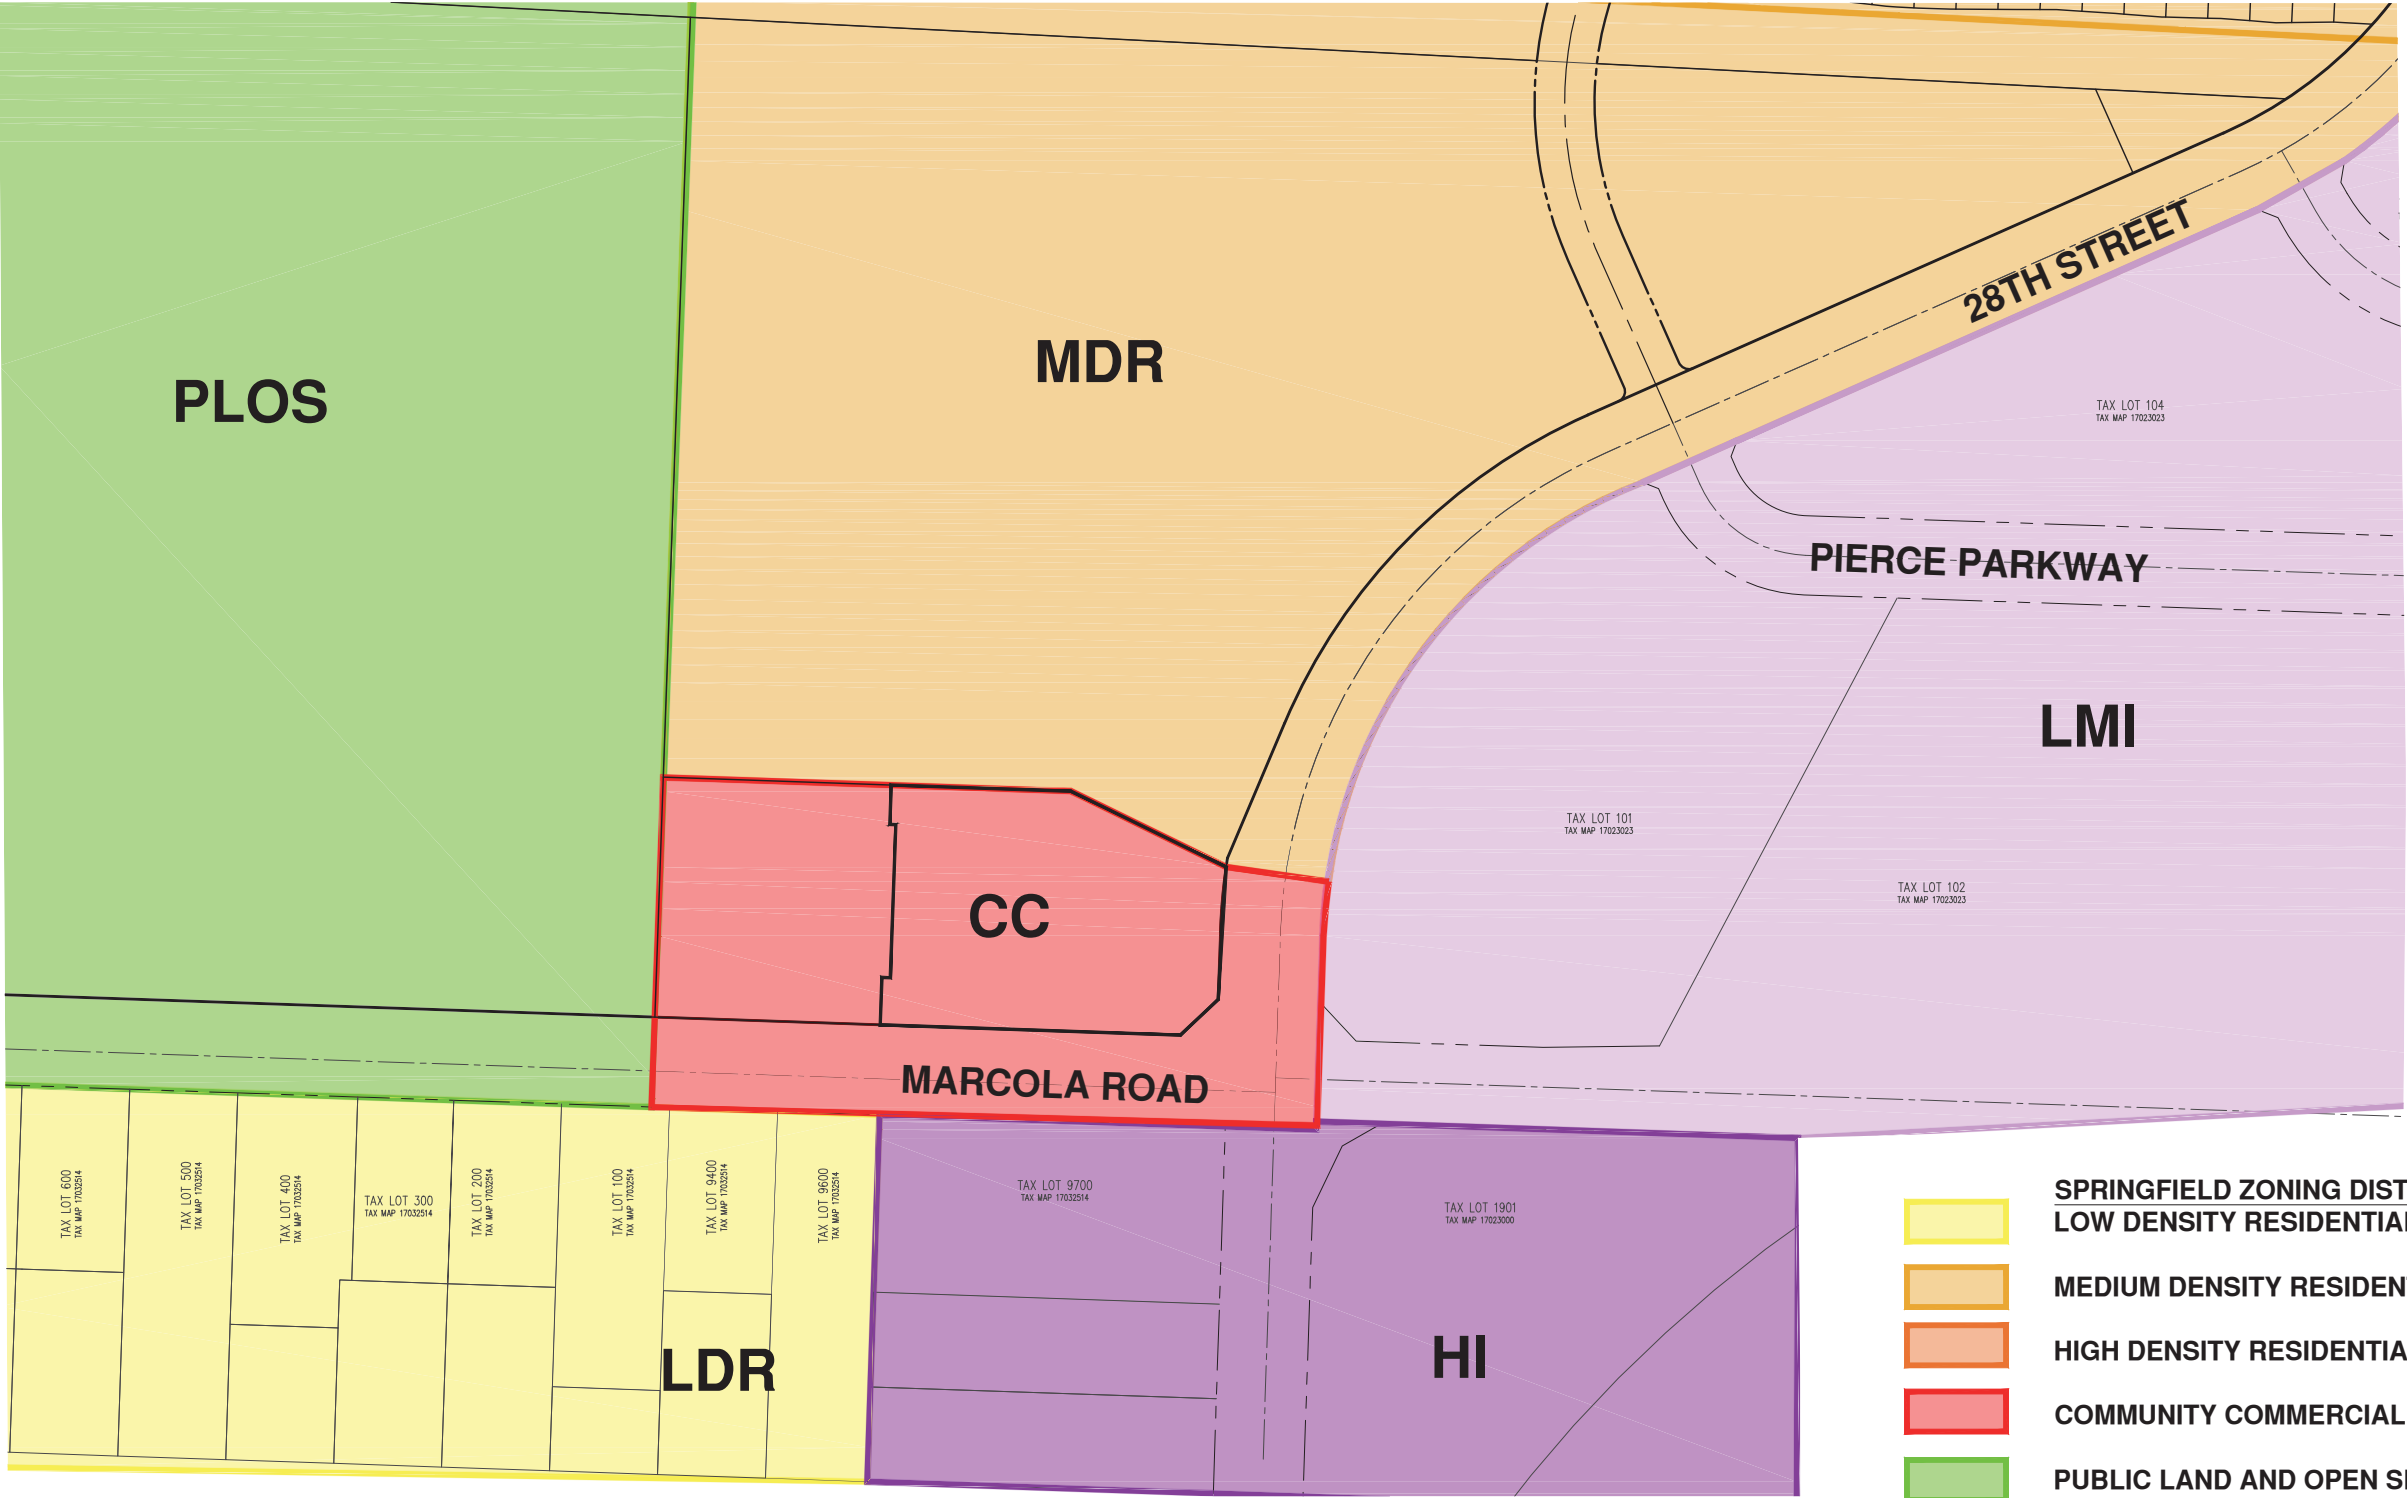 28TH STREET
MDR
PLOS
TAX LOT 104
TAX MAP 17023023
PIERCE PARKWAY
LMI
TAX LOT 101
TAX MAP 17023023
TAX LOT 102
TAX MAP 17023023
CC
MARCOLA ROAD
TAX LOT 600
TAX MAP 17032514
TAX LOT 500
TAX MAP 17032514
TAX LOT 400
TAX MAP 17032514
TAX LOT 300
TAX MAP 17032514
TAX LOT 200
TAX MAP 17032514
TAX LOT 100
TAX MAP 17032514
TAX LOT 9400
TAX MAP 17032514
TAX LOT 9600
TAX MAP 17032514
TAX LOT 9700
TAX MAP 17032514
TAX LOT 1901
TAX MAP 17023000
LDR
HI
SPRINGFIELD ZONING DIST
LOW DENSITY RESIDENTIAL
MEDIUM DENSITY RESIDEN
HIGH DENSITY RESIDENTIA
COMMUNITY COMMERCIAL
PUBLIC LAND AND OPEN S